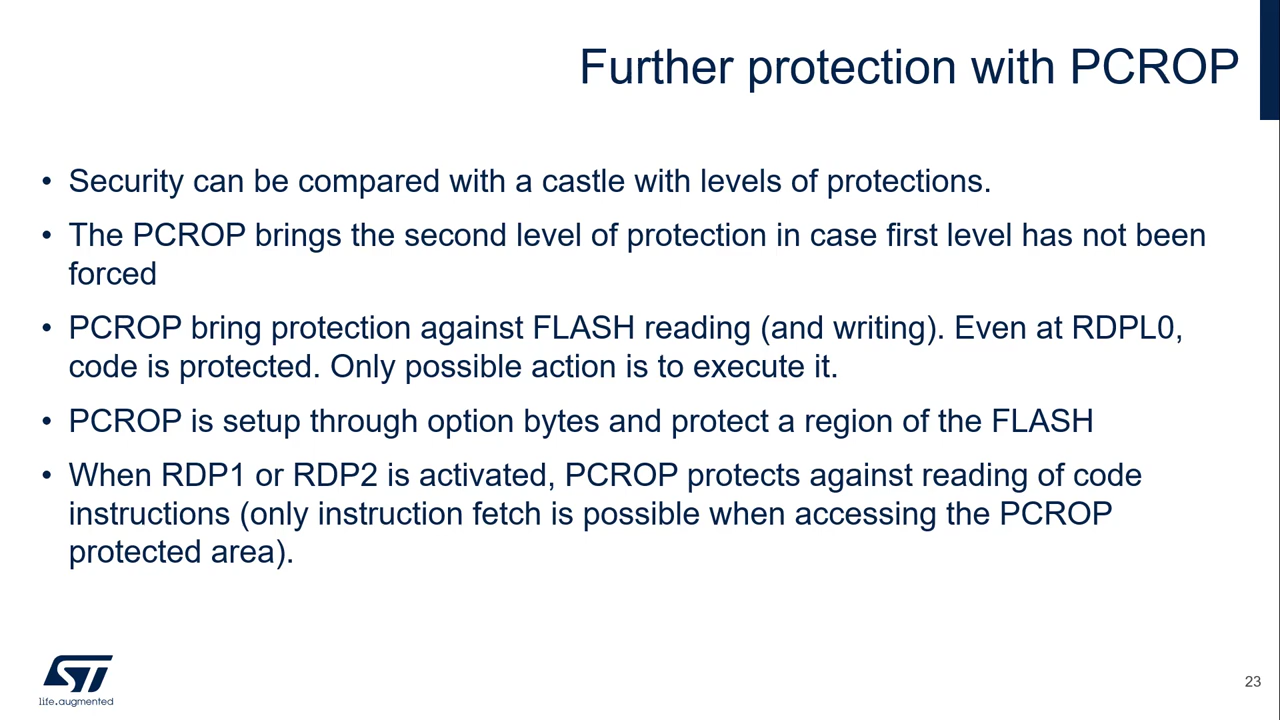 Further protection with PCROP
• Security can be compared with a castle with levels of protections.
• The PCROP brings the second level of protection in case first level has not been
forced
• PCROP bring protection against FLASH reading (and writing). Even at RDPL0,
code is protected. Only possible action is to execute it.
• PCROP is setup through option bytes and protect a region of the FLASH
• When RDP1 or RDP2 is activated, PCROP protects against reading of code
instructions (only instruction fetch is possible when accessing the PCROP
protected area).
ST
life.augmented
23